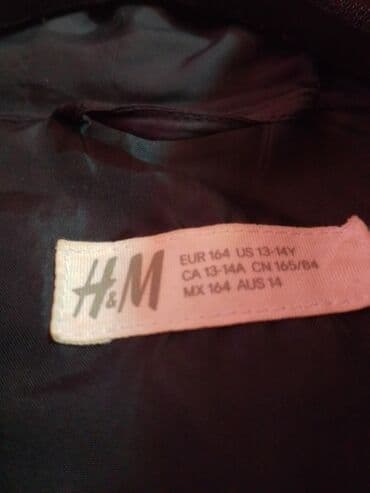 H&M
EUR 164 US 13-14Y
CA 13-14A CN 165/84
MX 164 AUS 14